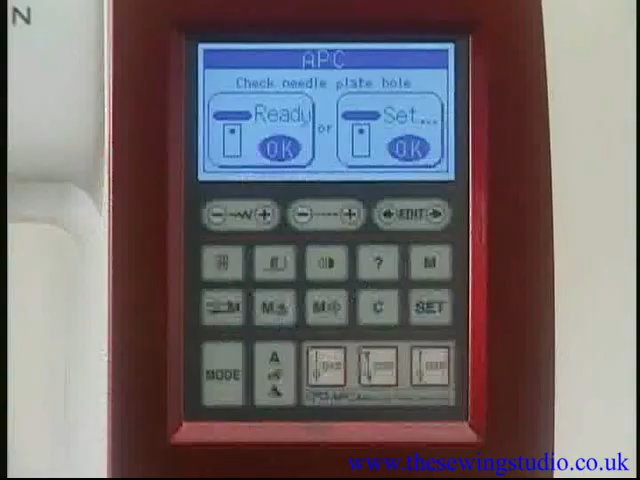 N
APC
Check needle plate hole
Ready or Set...
OK OK
EDIT
? M
M M M C SET
MODE A
www.thesewingstudio.co.uk